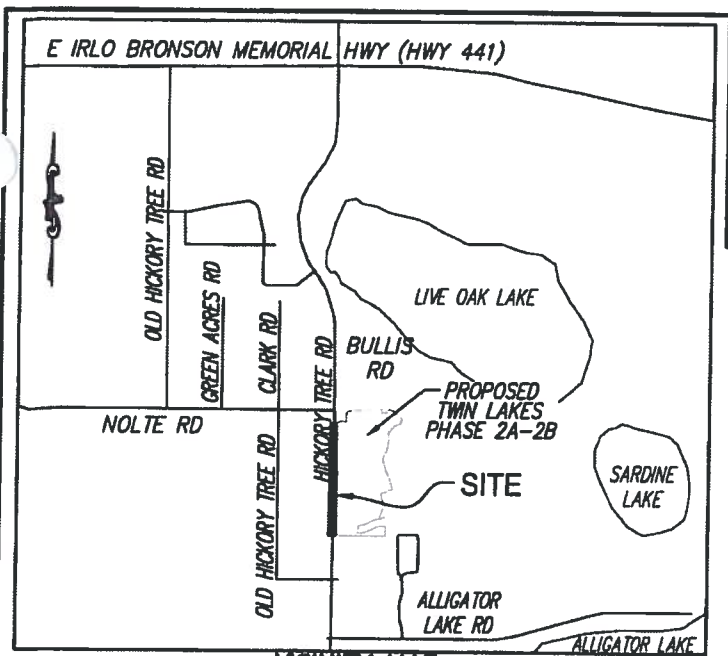 E IRLO BRONSON MEMORIAL HWY (HWY 441)
OLD HICKORY TREE RD
GREEN ACRES RD
CLARK RD
HICKORY TREE RD
LIVE OAK LAKE
BULLIS
RD
PROPOSED
TWIN LAKES
PHASE 2A-2B
NOLTE RD
OLD HICKORY TREE RD
SITE
SARDINE
LAKE
ALLIGATOR
LAKE RD
ALLIGATOR LAKE